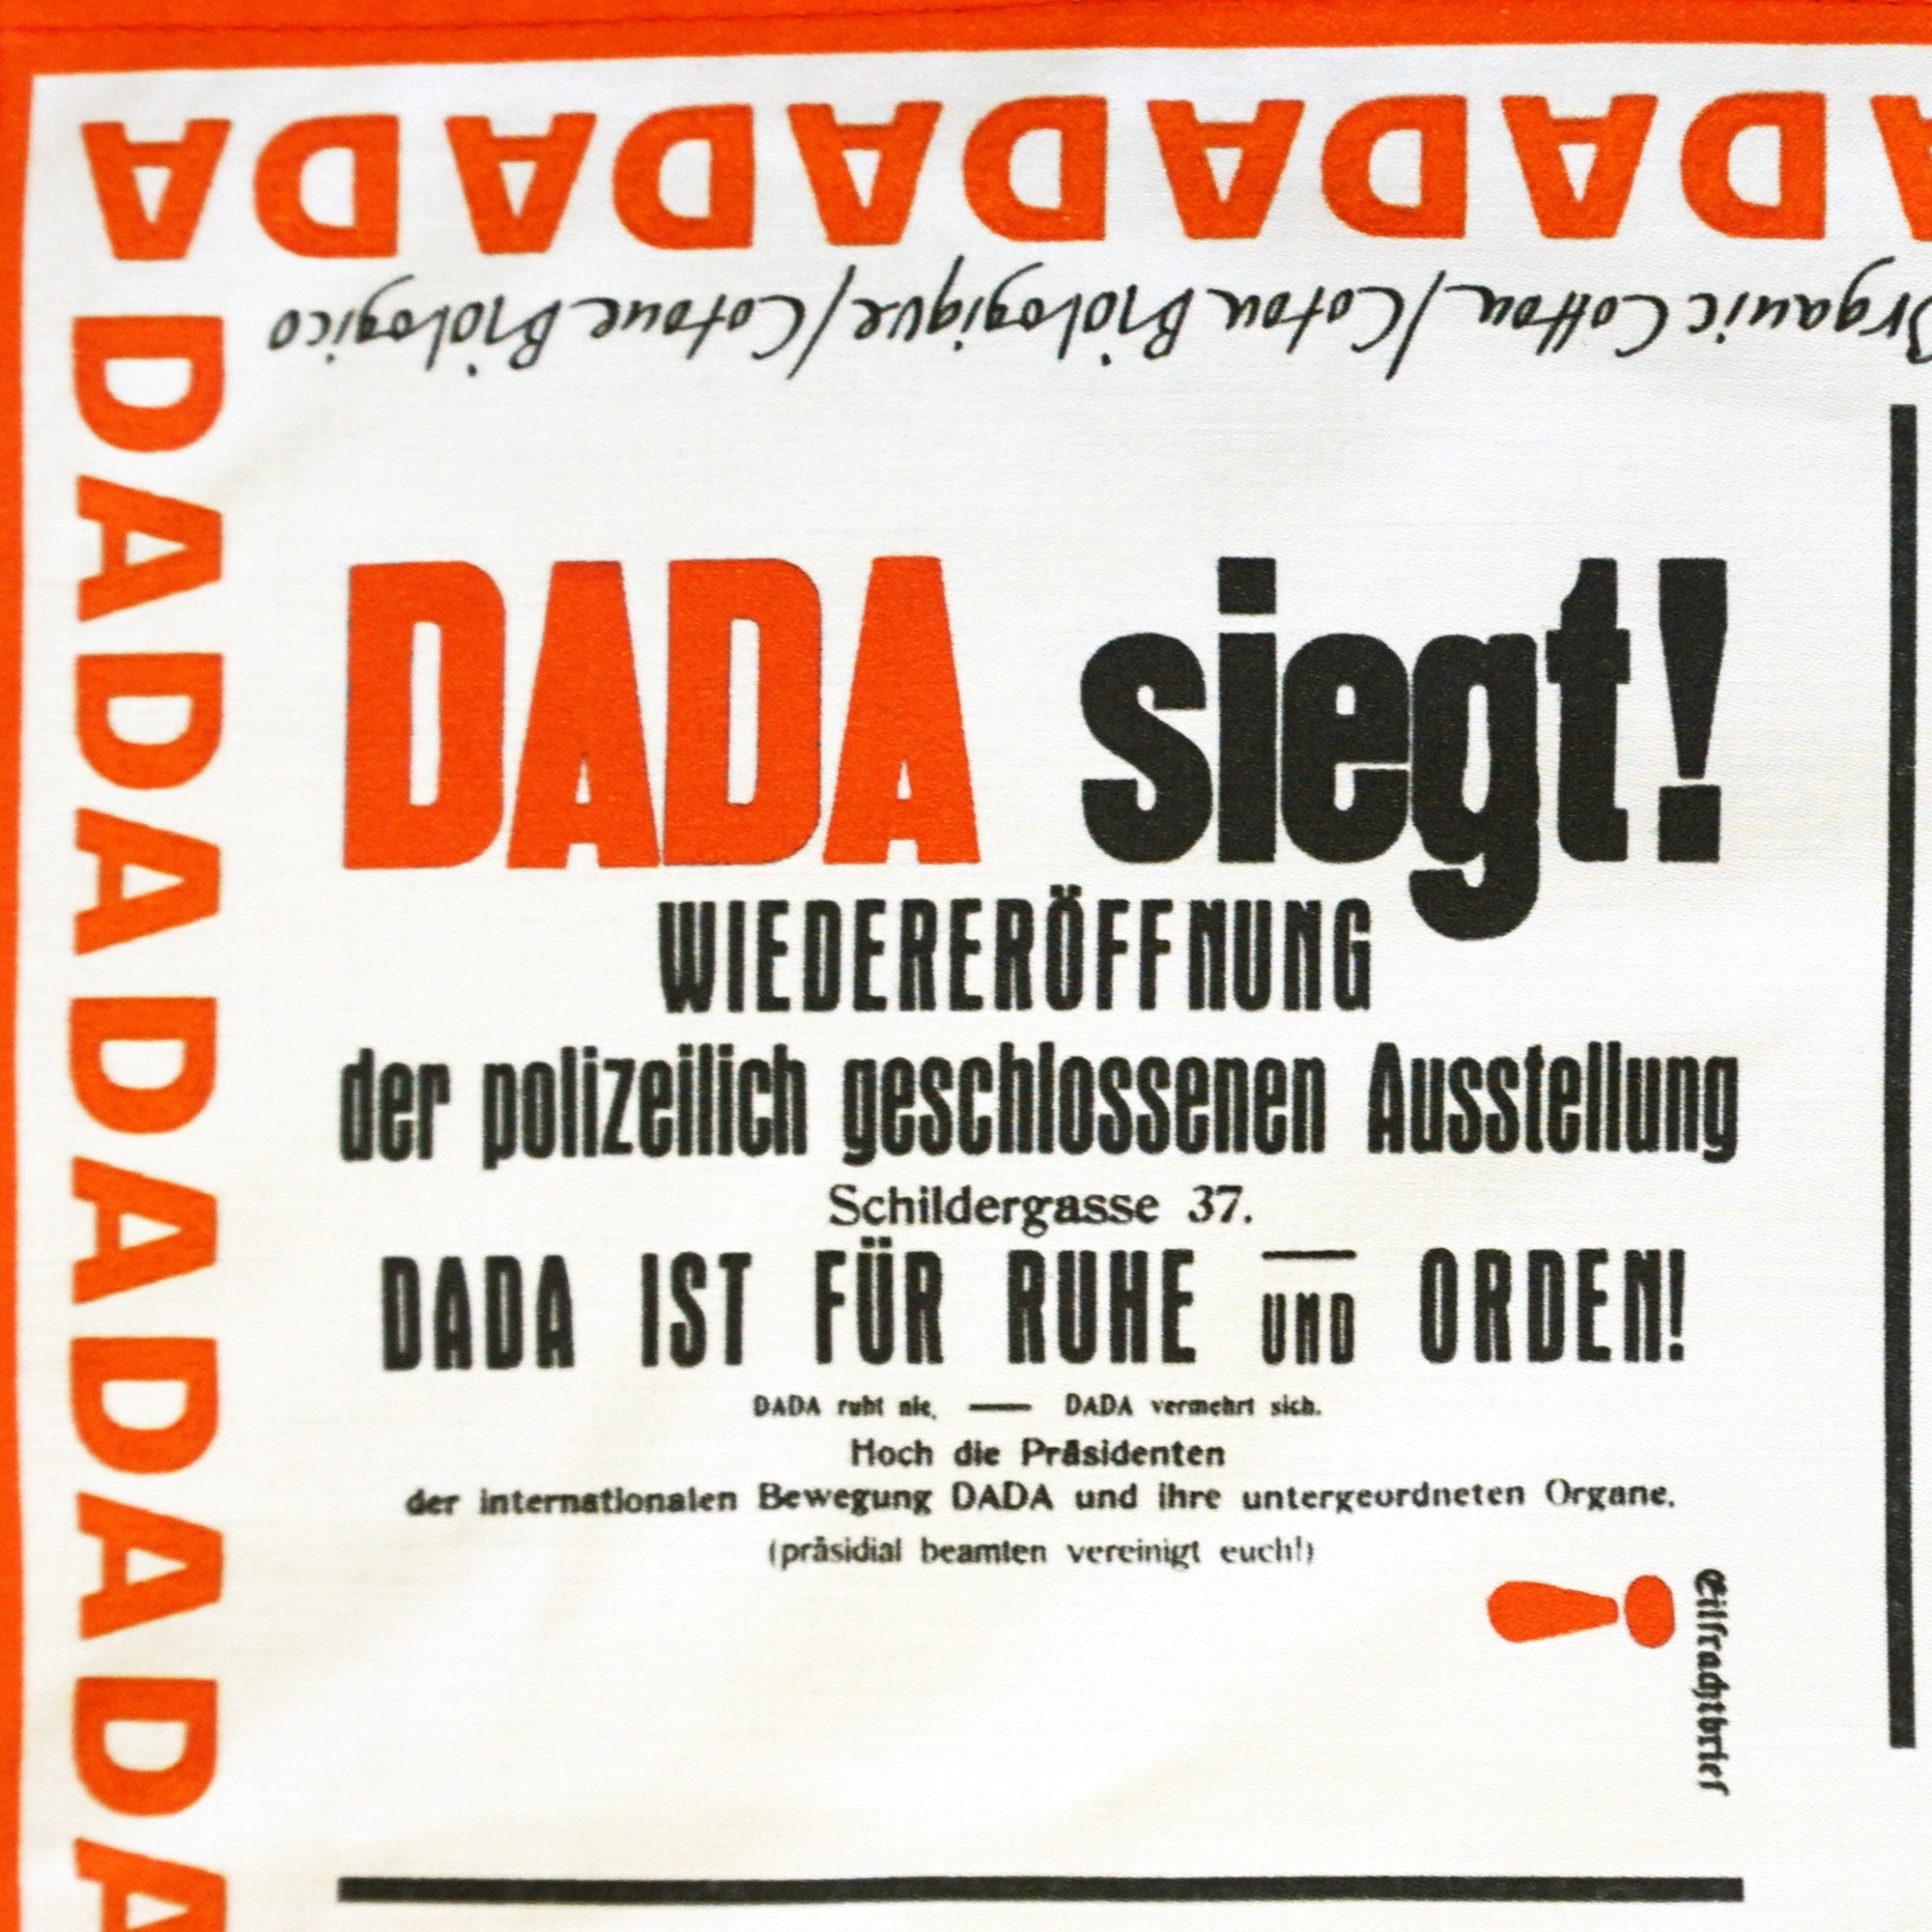 DADADADADA
Organic Cotton / Coton Biologique / Cotone Biologico
DADADADADA
DADA siegt!
WIEDERERÖFFNUNG
der polizeilich geschlossenen Ausstellung
Schildergasse 37.
DADA IST FÜR RUHE UND ORDEN!
DADA ruht nie. — DADA vermehrt sich.
Hoch die Präsidenten
der internationalen Bewegung DADA und ihre untergeordneten Organe.
(präsidial beamten vereinigt euch!)
!
Eilfrachtbrief